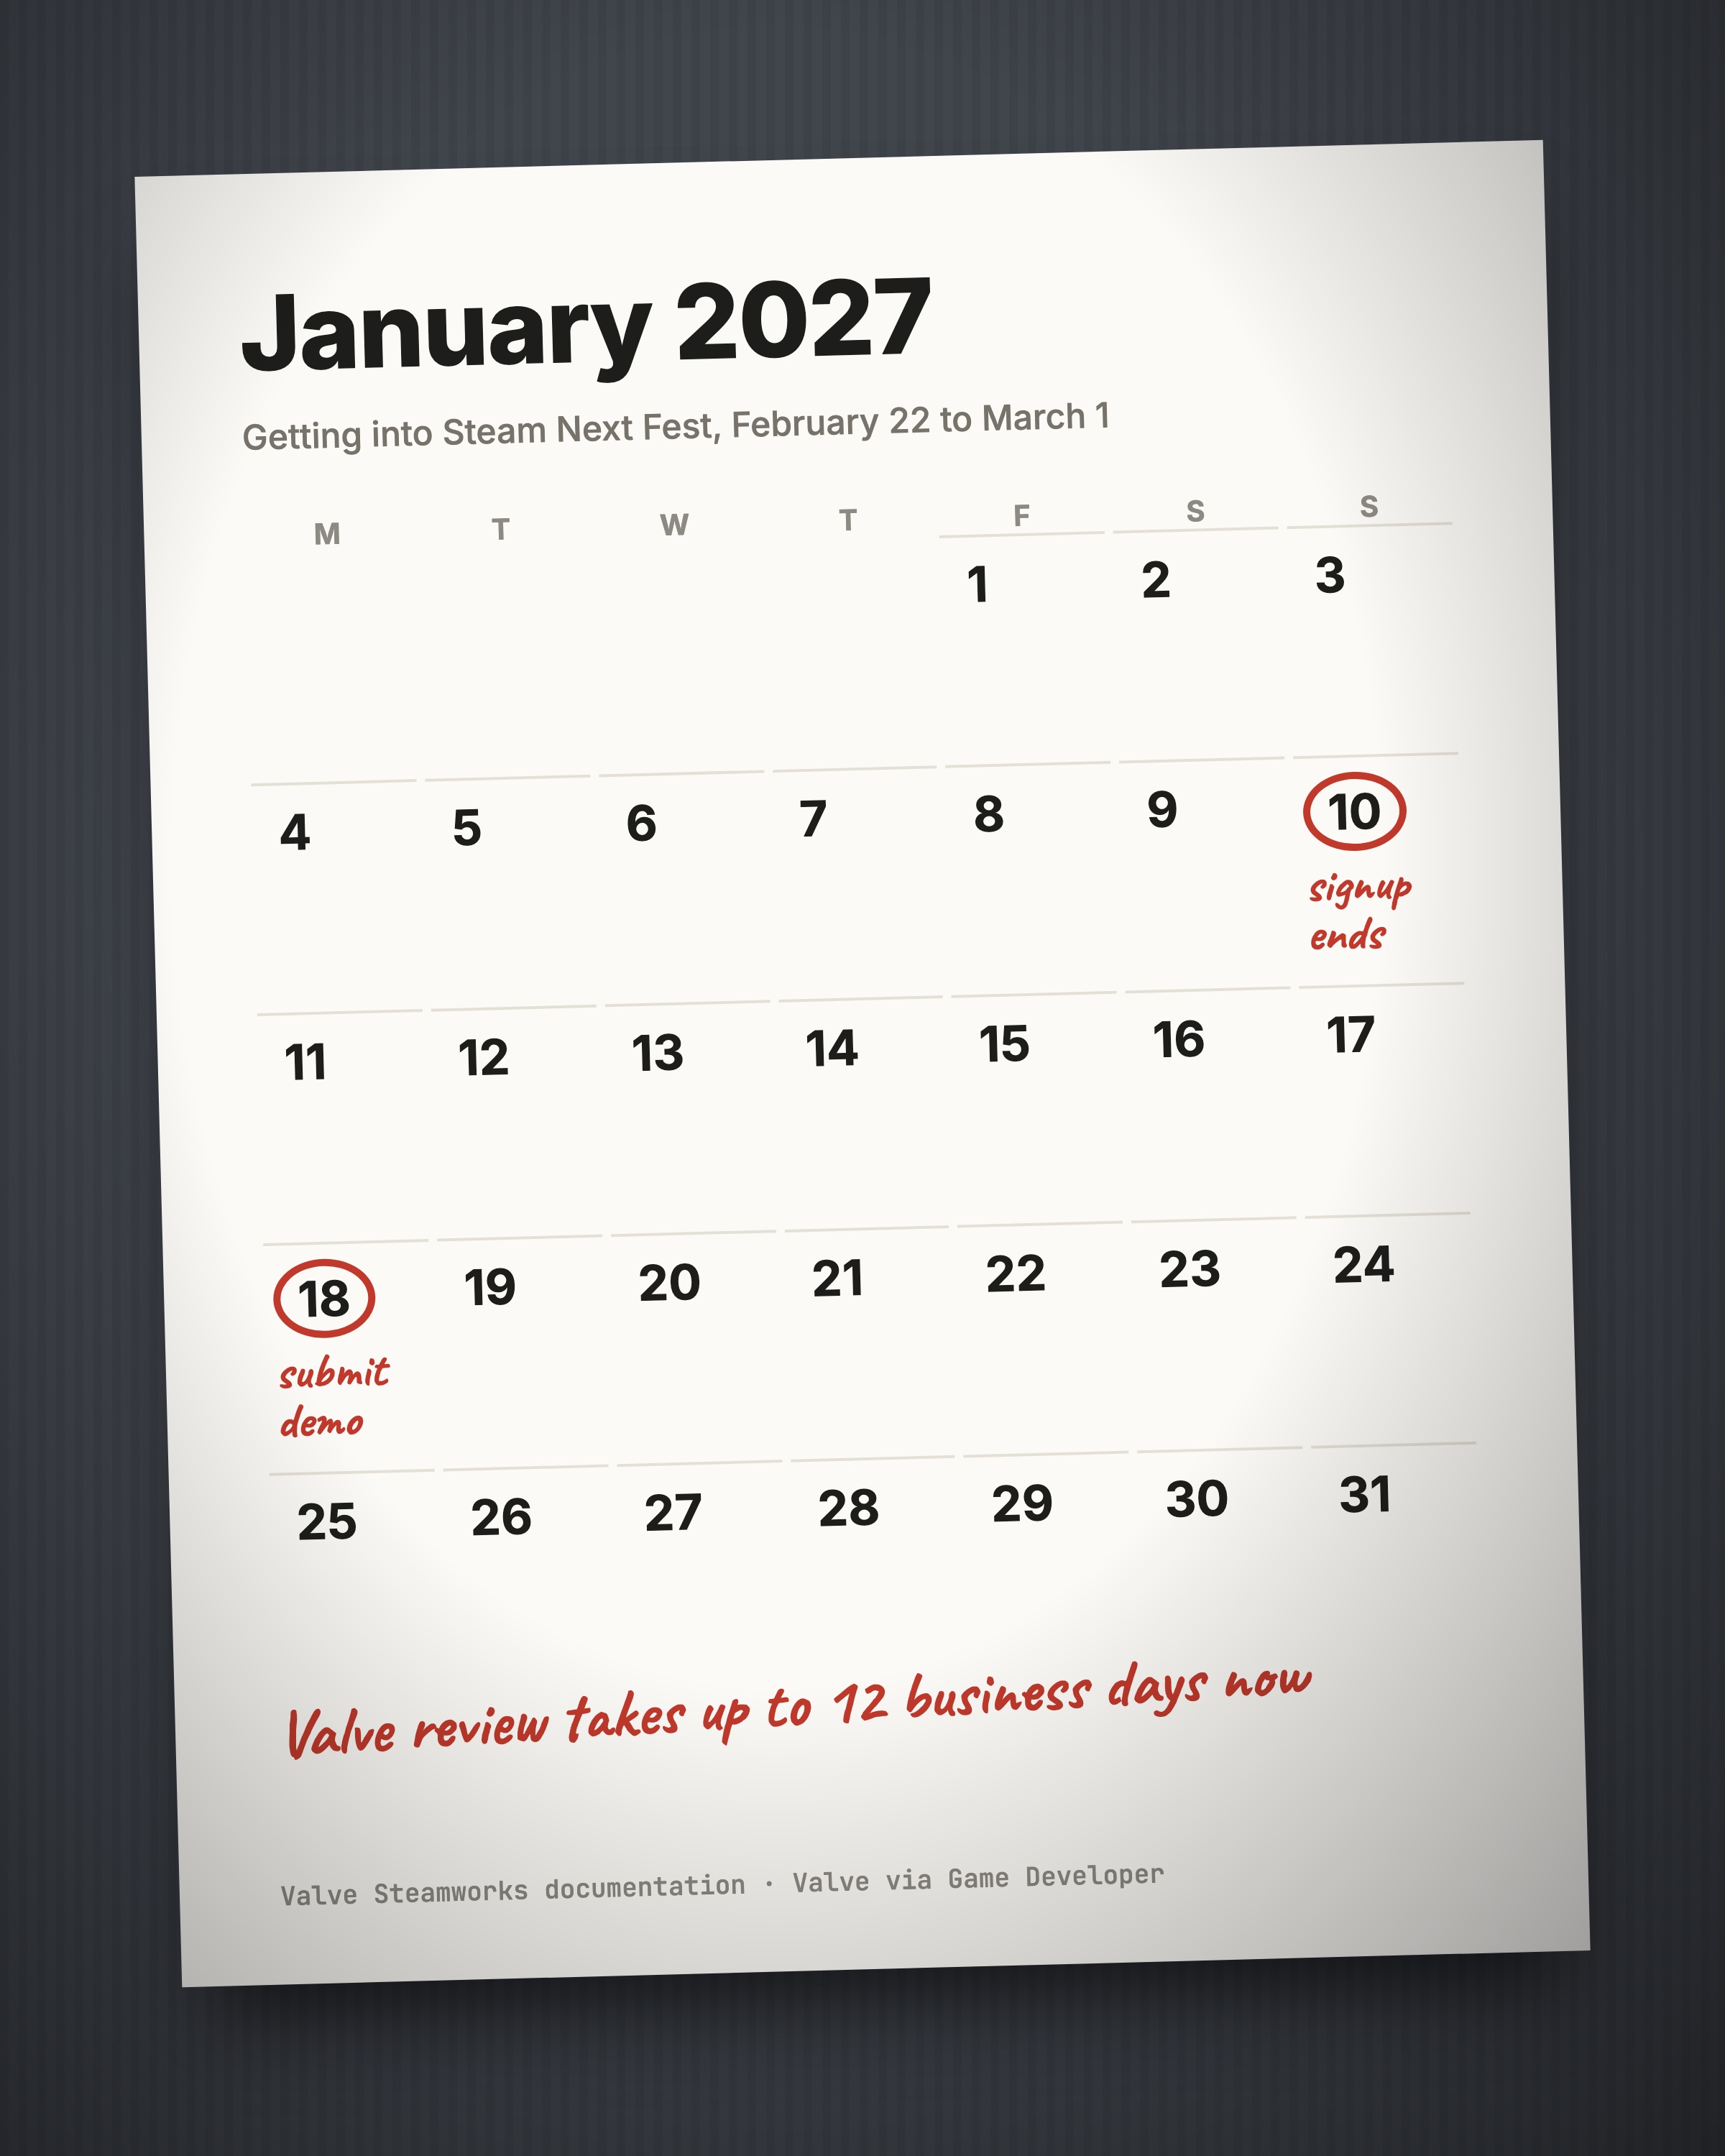 January 2027
Getting into Steam Next Fest, February 22 to March 1
M T W T F S S
1 2 3
4 5 6 7 8 9 10
signup
ends
11 12 13 14 15 16 17
18 19 20 21 22 23 24
submit
demo
25 26 27 28 29 30 31
Valve review takes up to 12 business days now
Valve Steamworks documentation · Valve via Game Developer